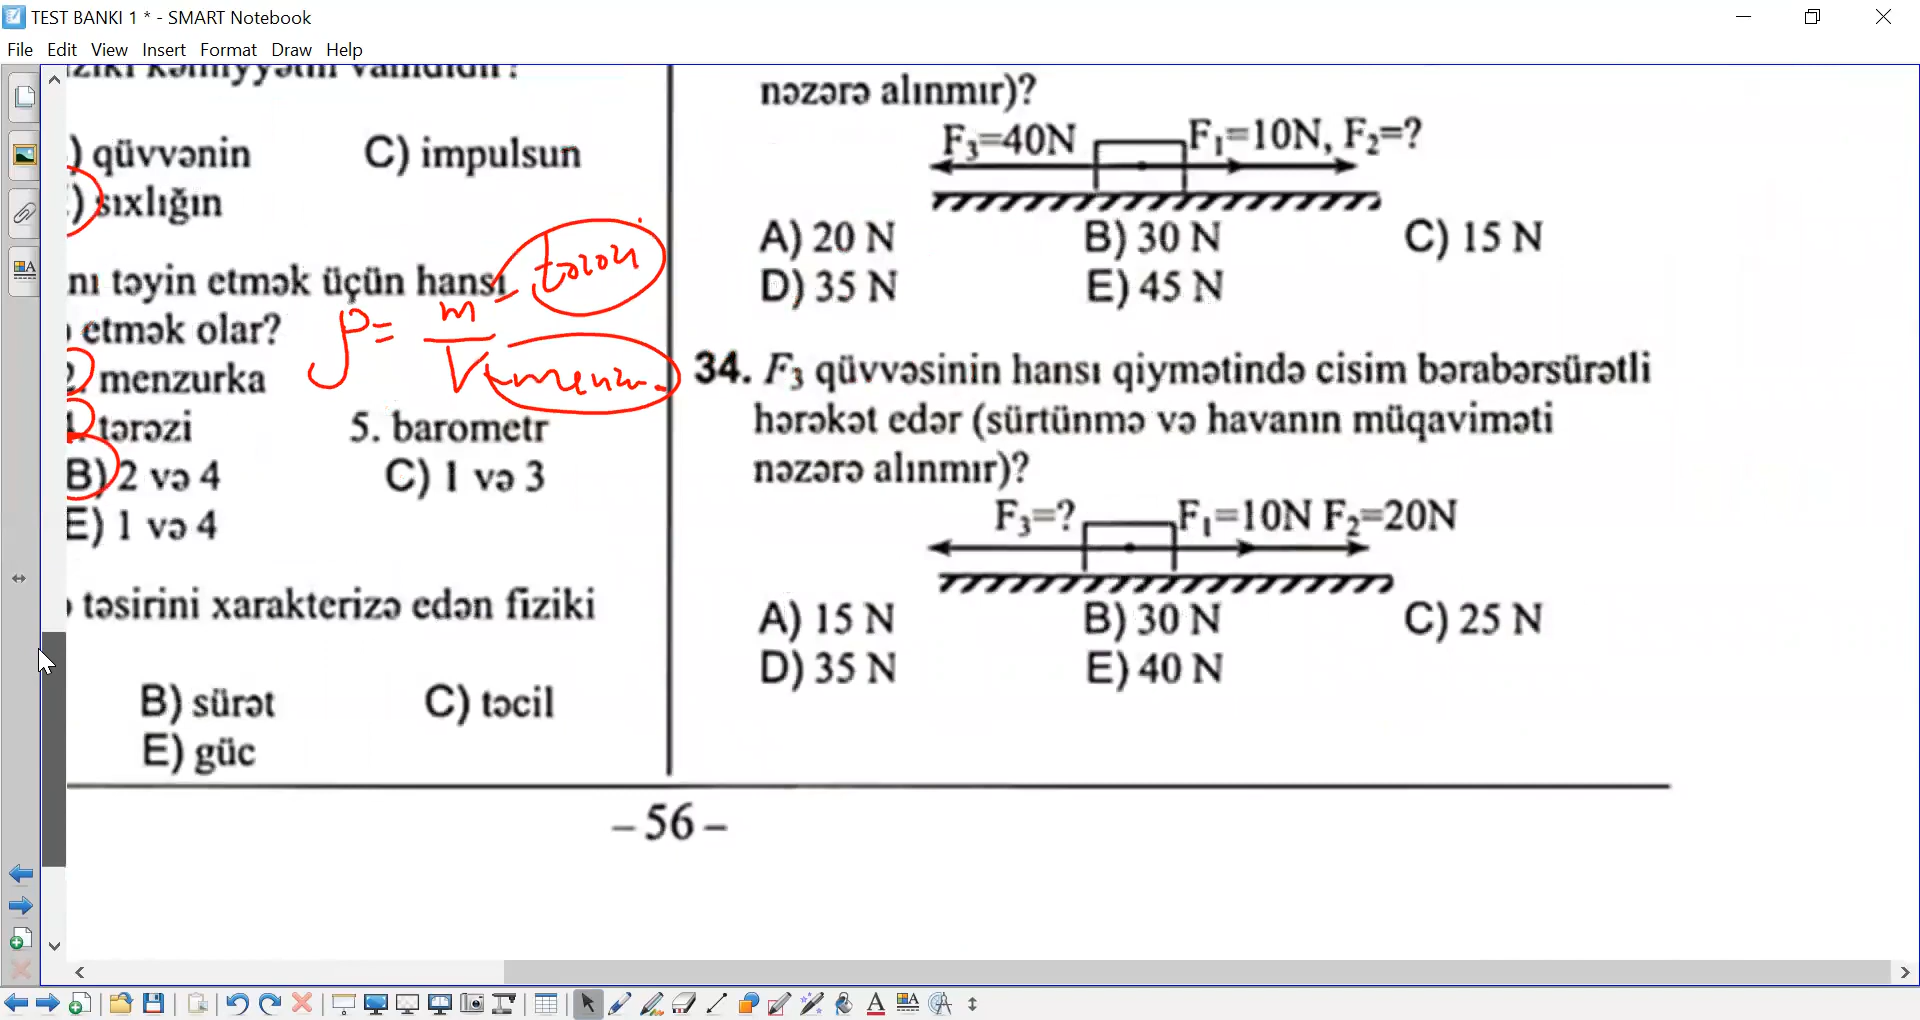 TEST BANKI 1 * - SMART Notebook
File Edit View Insert Format Draw Help
) qüvvənin C) impulsun
) sıxlığın
nı təyin etmək üçün hansı
etmək olar?
2. menzurka
4. tərəzi 5. barometr
B) 2 və 4 C) 1 və 3
E) 1 və 4
ρ = m/V
təsirini xarakterizə edən fiziki
B) sürət C) təcil
E) güc
nəzərə alınmır)?
F₃=40N F₁=10N, F₂=?
A) 20 N B) 30 N C) 15 N
D) 35 N E) 45 N
34. F₃ qüvvəsinin hansı qiymətində cisim bərabərsürətli
hərəkət edər (sürtünmə və havanın müqaviməti
nəzərə alınmır)?
F₃=? F₁=10N F₂=20N
A) 15 N B) 30 N C) 25 N
D) 35 N E) 40 N
– 56 –